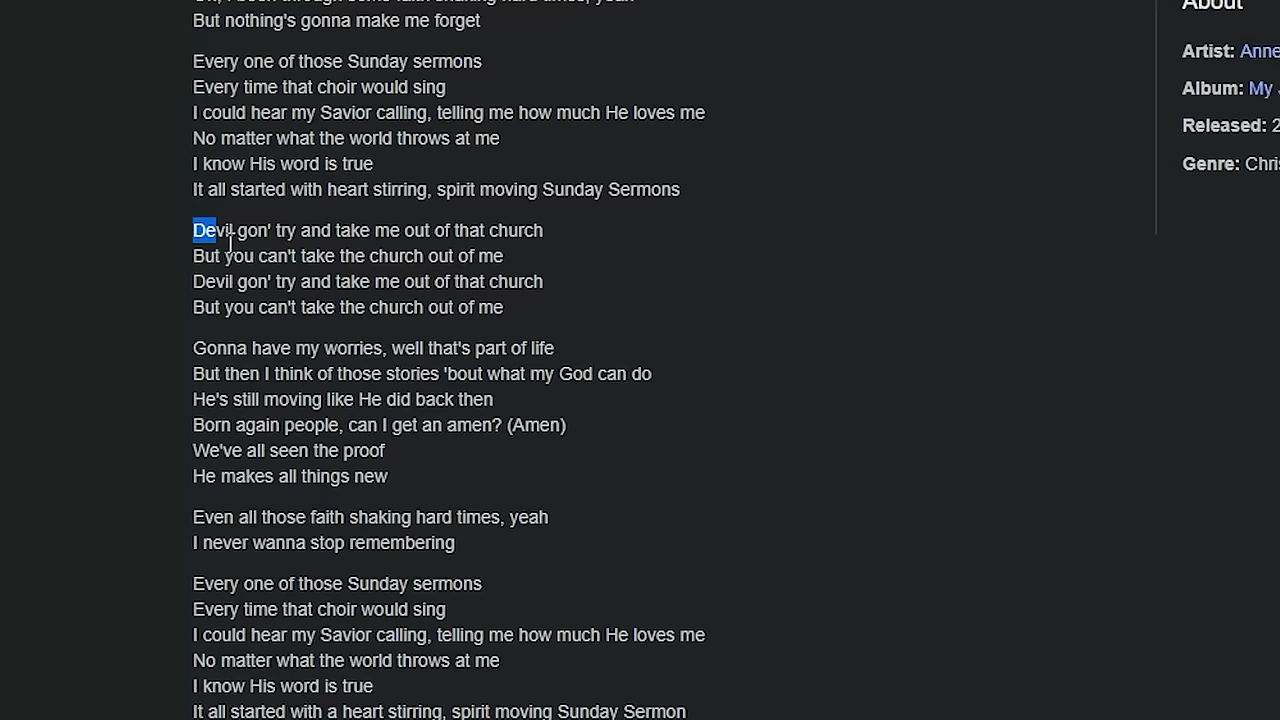 But nothing's gonna make me forget
Every one of those Sunday sermons
Every time that choir would sing
I could hear my Savior calling, telling me how much He loves me
No matter what the world throws at me
I know His word is true
It all started with heart stirring, spirit moving Sunday Sermons
Devil gon' try and take me out of that church
But you can't take the church out of me
Devil gon' try and take me out of that church
But you can't take the church out of me
Gonna have my worries, well that's part of life
But then I think of those stories 'bout what my God can do
He's still moving like He did back then
Born again people, can I get an amen? (Amen)
We've all seen the proof
He makes all things new
Even all those faith shaking hard times, yeah
I never wanna stop remembering
Every one of those Sunday sermons
Every time that choir would sing
I could hear my Savior calling, telling me how much He loves me
No matter what the world throws at me
I know His word is true
It all started with a heart stirring, spirit moving Sunday Sermon
About
Artist: Anne
Album: My
Released: 2
Genre: Chri